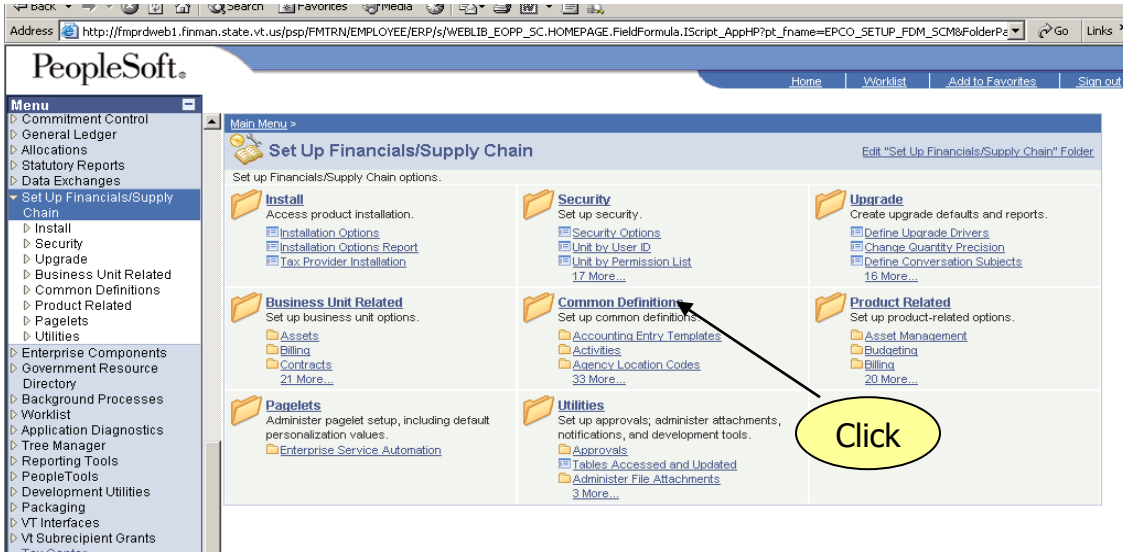 Back Search Favorites Media
Address http://fmprdweb1.finman.state.vt.us/psp/FMTRN/EMPLOYEE/ERP/s/WEBLIB_EOPP_SC.HOMEPAGE.FieldFormula.IScript_AppHP?pt_fname=EPCO_SETUP_FDM_SCM&FolderPa Go Links
PeopleSoft®
Home Worklist Add to Favorites Sign out
Menu
Commitment Control
General Ledger
Allocations
Statutory Reports
Data Exchanges
Set Up Financials/Supply
Chain
Install
Security
Upgrade
Business Unit Related
Common Definitions
Product Related
Pagelets
Utilities
Enterprise Components
Government Resource
Directory
Background Processes
Worklist
Application Diagnostics
Tree Manager
Reporting Tools
PeopleTools
Development Utilities
Packaging
VT Interfaces
Vt Subrecipient Grants
Main Menu >
Set Up Financials/Supply Chain
Edit "Set Up Financials/Supply Chain" Folder
Set up Financials/Supply Chain options.
Install
Access product installation.
Installation Options
Installation Options Report
Tax Provider Installation
Security
Set up security.
Security Options
Unit by User ID
Unit by Permission List
17 More...
Upgrade
Create upgrade defaults and reports.
Define Upgrade Drivers
Change Quantity Precision
Define Conversation Subjects
16 More...
Business Unit Related
Set up business unit options.
Assets
Billing
Contracts
21 More...
Common Definitions
Set up common definitions.
Accounting Entry Templates
Activities
Agency Location Codes
33 More...
Product Related
Set up product-related options.
Asset Management
Budgeting
Billing
20 More...
Pagelets
Administer pagelet setup, including default
personalization values.
Enterprise Service Automation
Utilities
Set up approvals; administer attachments,
notifications, and development tools.
Approvals
Tables Accessed and Updated
Administer File Attachments
3 More...
Click